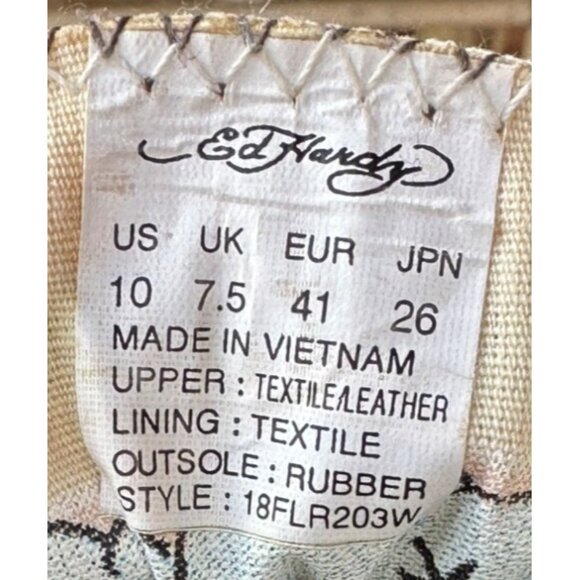 Ed Hardy
US UK EUR JPN
10 7.5 41 26
MADE IN VIETNAM
UPPER : TEXTILE/LEATHER
LINING : TEXTILE
OUTSOLE : RUBBER
STYLE : 18FLR203W